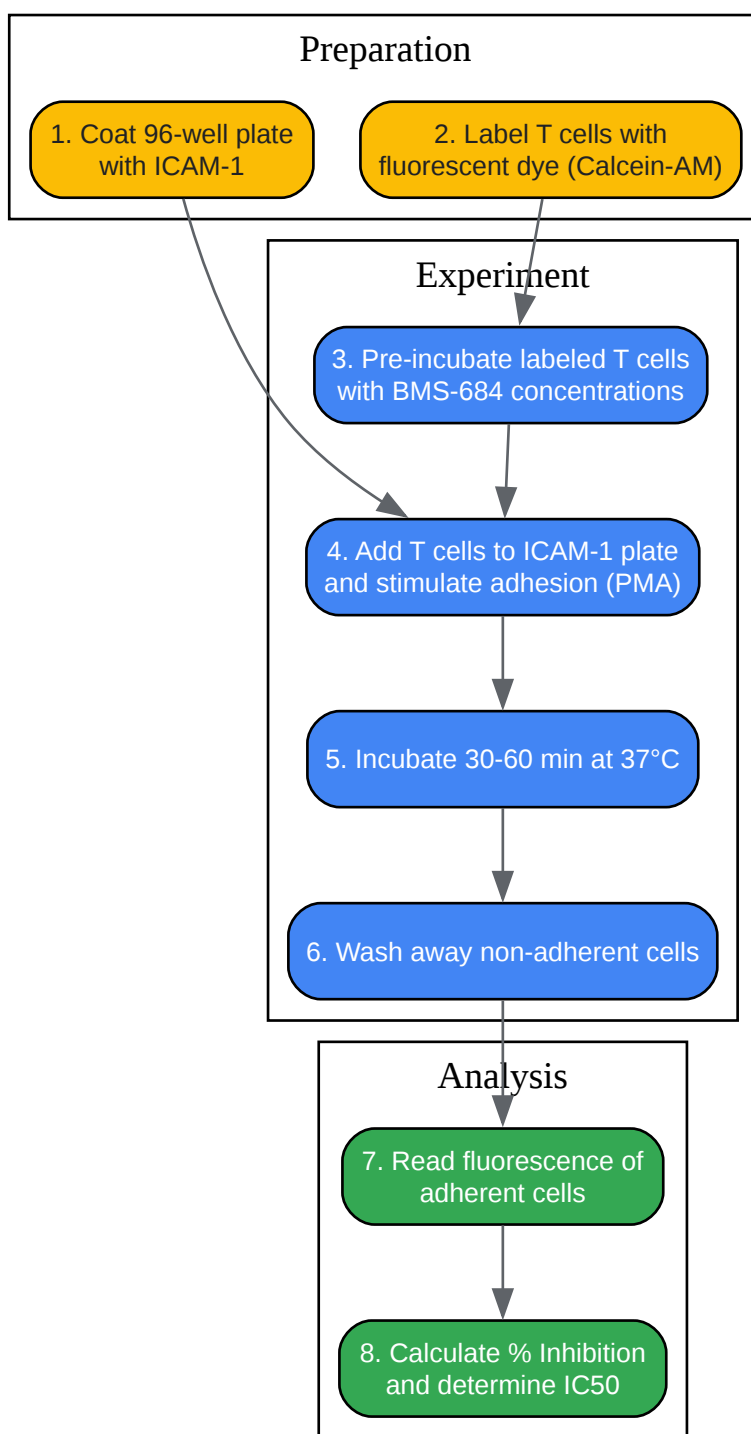 Preparation
1. Coat 96-well plate
with ICAM-1
2. Label T cells with
fluorescent dye (Calcein-AM)
Experiment
3. Pre-incubate labeled T cells
with BMS-684 concentrations
4. Add T cells to ICAM-1 plate
and stimulate adhesion (PMA)
5. Incubate 30-60 min at 37°C
6. Wash away non-adherent cells
Analysis
7. Read fluorescence of
adherent cells
8. Calculate % Inhibition
and determine IC50